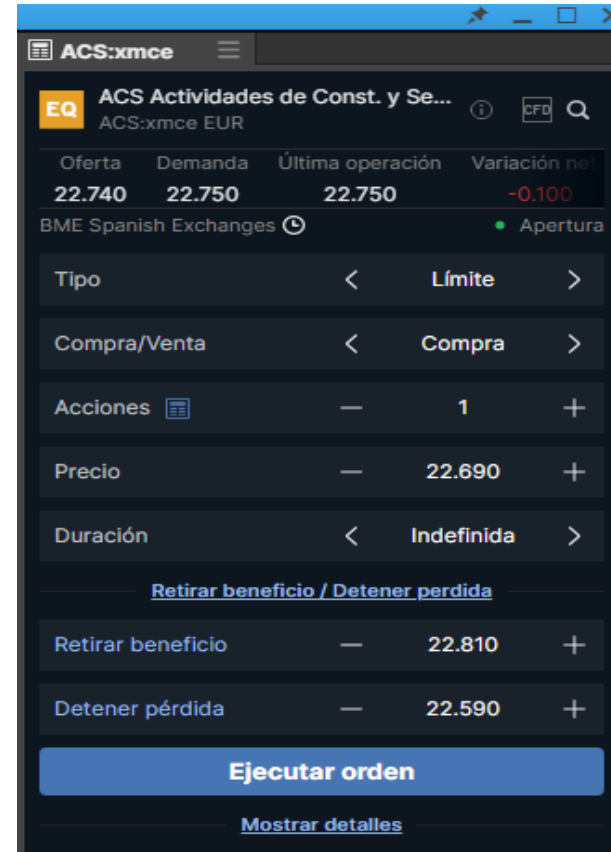 ACS:xmce
EQ ACS Actividades de Const. y Se... CFD
ACS:xmce EUR
Oferta Demanda Última operación Variación net
22.740 22.750 22.750 -0.100
BME Spanish Exchanges Apertura
Tipo < Límite >
Compra/Venta < Compra >
Acciones — 1 +
Precio — 22.690 +
Duración < Indefinida >
Retirar beneficio / Detener perdida
Retirar beneficio — 22.810 +
Detener pérdida — 22.590 +
Ejecutar orden
Mostrar detalles